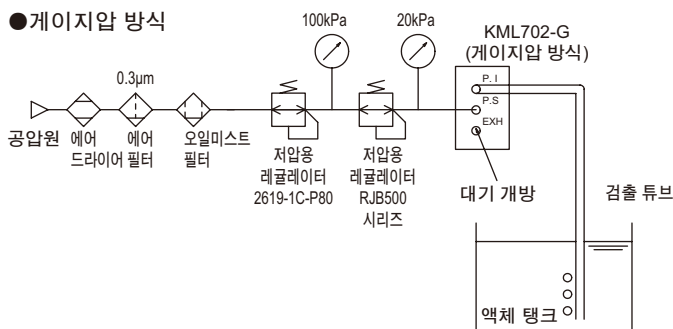 ●게이지압 방식
100kPa
20kPa
KML702-G
(게이지압 방식)
0.3μm
P. I
P.S
EXH
공압원
에어
드라이어
에어
필터
오일미스트
필터
저압용
레귤레이터
2619-1C-P80
저압용
레귤레이터
RJB500
시리즈
대기 개방
검출 튜브
액체 탱크